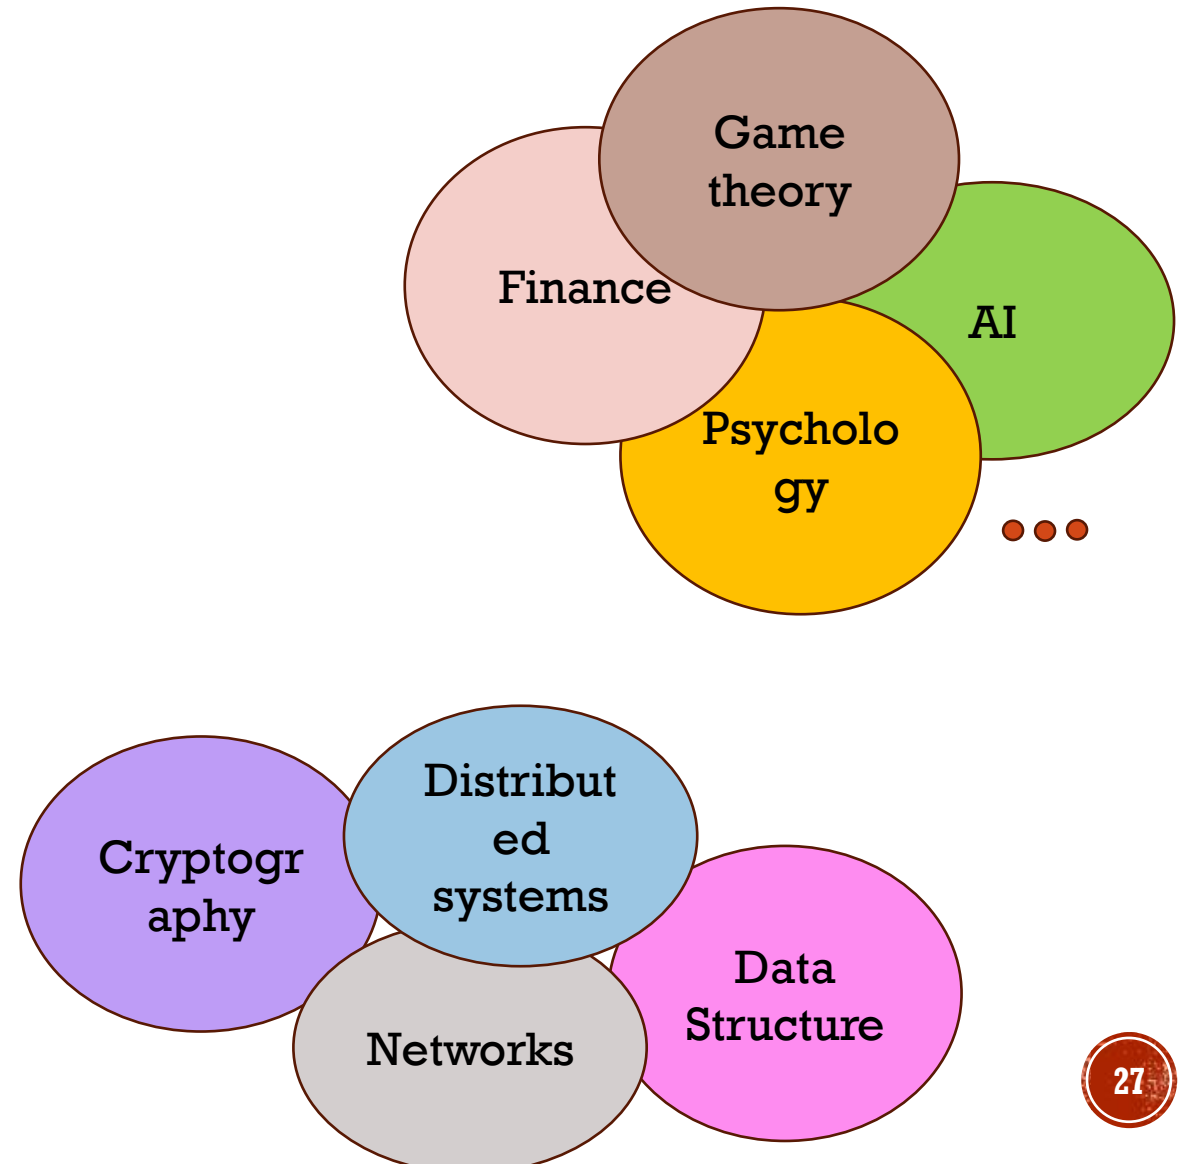 Game
theory
Finance
AI
Psycholo
gy
Distribut
ed
systems
Cryptogr
aphy
Data
Structure
Networks
27